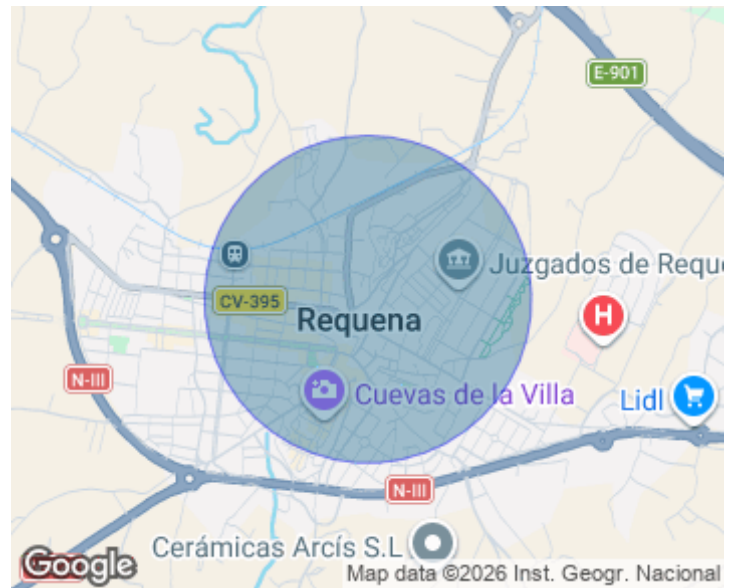 E-901
Juzgados de Requ
CV-395
Requena
H
N-III
Cuevas de la Villa
Lidl
N-III
Cerámicas Arcís S.L
Google
Map data ©2026 Inst. Geogr. Nacional